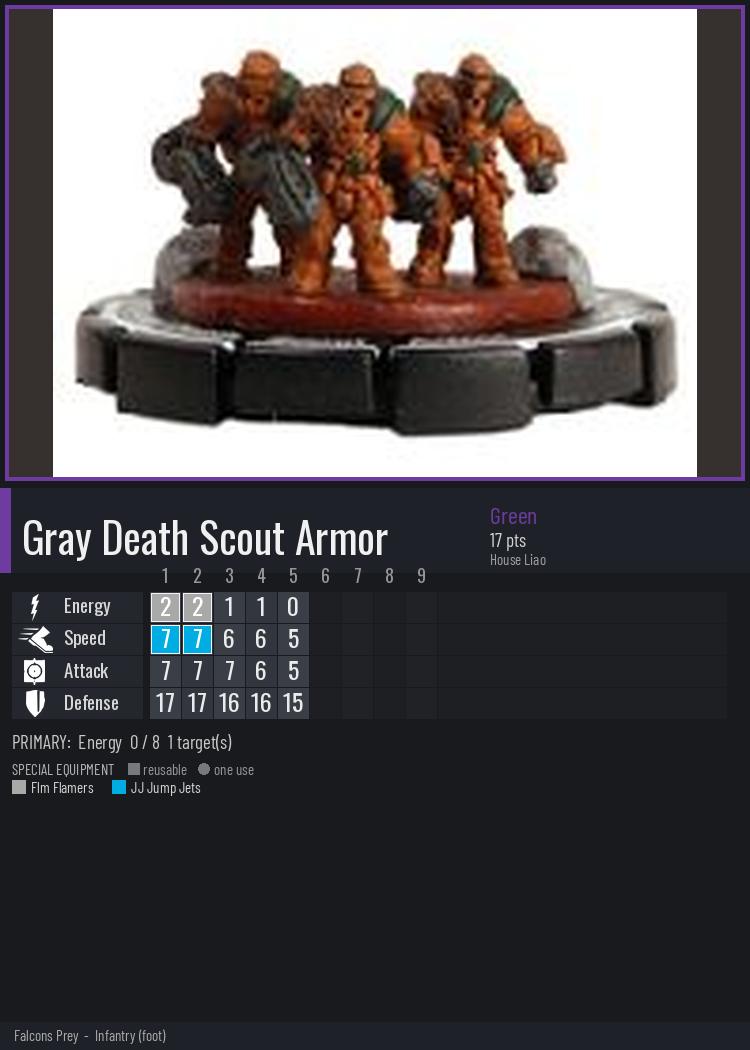 Gray Death Scout Armor
Green
17 pts
House Liao
1 2 3 4 5 6 7 8 9
Energy 2 2 1 1 0
Speed 7 7 6 6 5
Attack 7 7 7 6 5
Defense 17 17 16 16 15
PRIMARY: Energy 0 / 8 1 target(s)
SPECIAL EQUIPMENT reusable one use
Flm Flamers JJ Jump Jets
Falcons Prey - Infantry (foot)